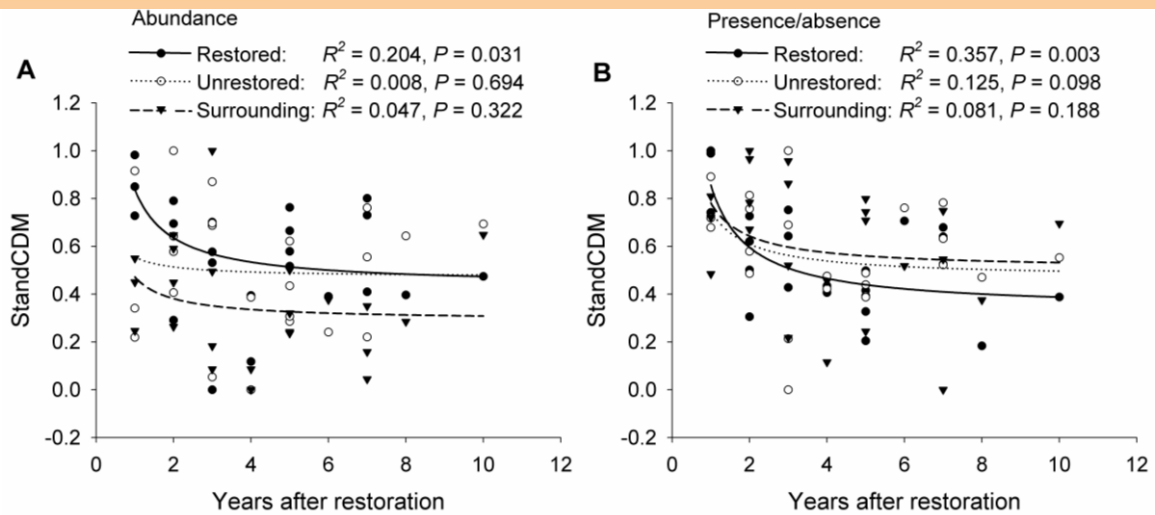 Abundance
Restored: R² = 0.204, P = 0.031
Unrestored: R² = 0.008, P = 0.694
Surrounding: R² = 0.047, P = 0.322
A
1.2
1.0
0.8
0.6
0.4
0.2
0.0
-0.2
StandCDM
0 2 4 6 8 10 12
Years after restoration
Presence/absence
Restored: R² = 0.357, P = 0.003
Unrestored: R² = 0.125, P = 0.098
Surrounding: R² = 0.081, P = 0.188
B
1.2
1.0
0.8
0.6
0.4
0.2
0.0
-0.2
StandCDM
0 2 4 6 8 10 12
Years after restoration